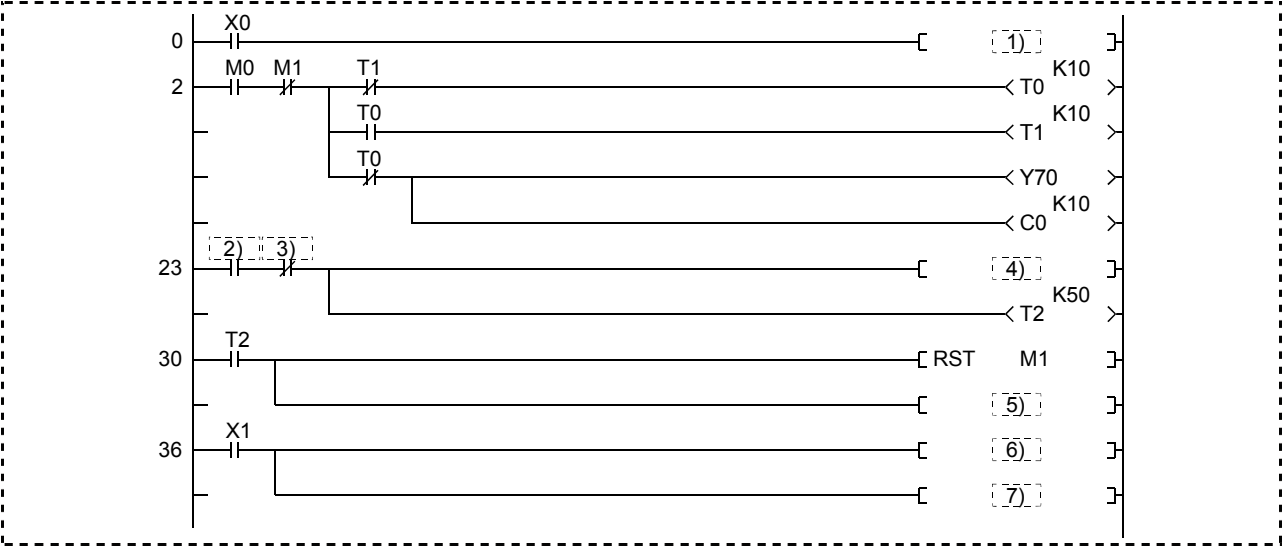 X0
0 1)
M0 M1 T1 K10
2 T0
T0 K10
T1
T0
Y70
K10
C0
2) 3)
23 4)
K50
T2
T2
30 RST M1
5)
X1
36 6)
7)